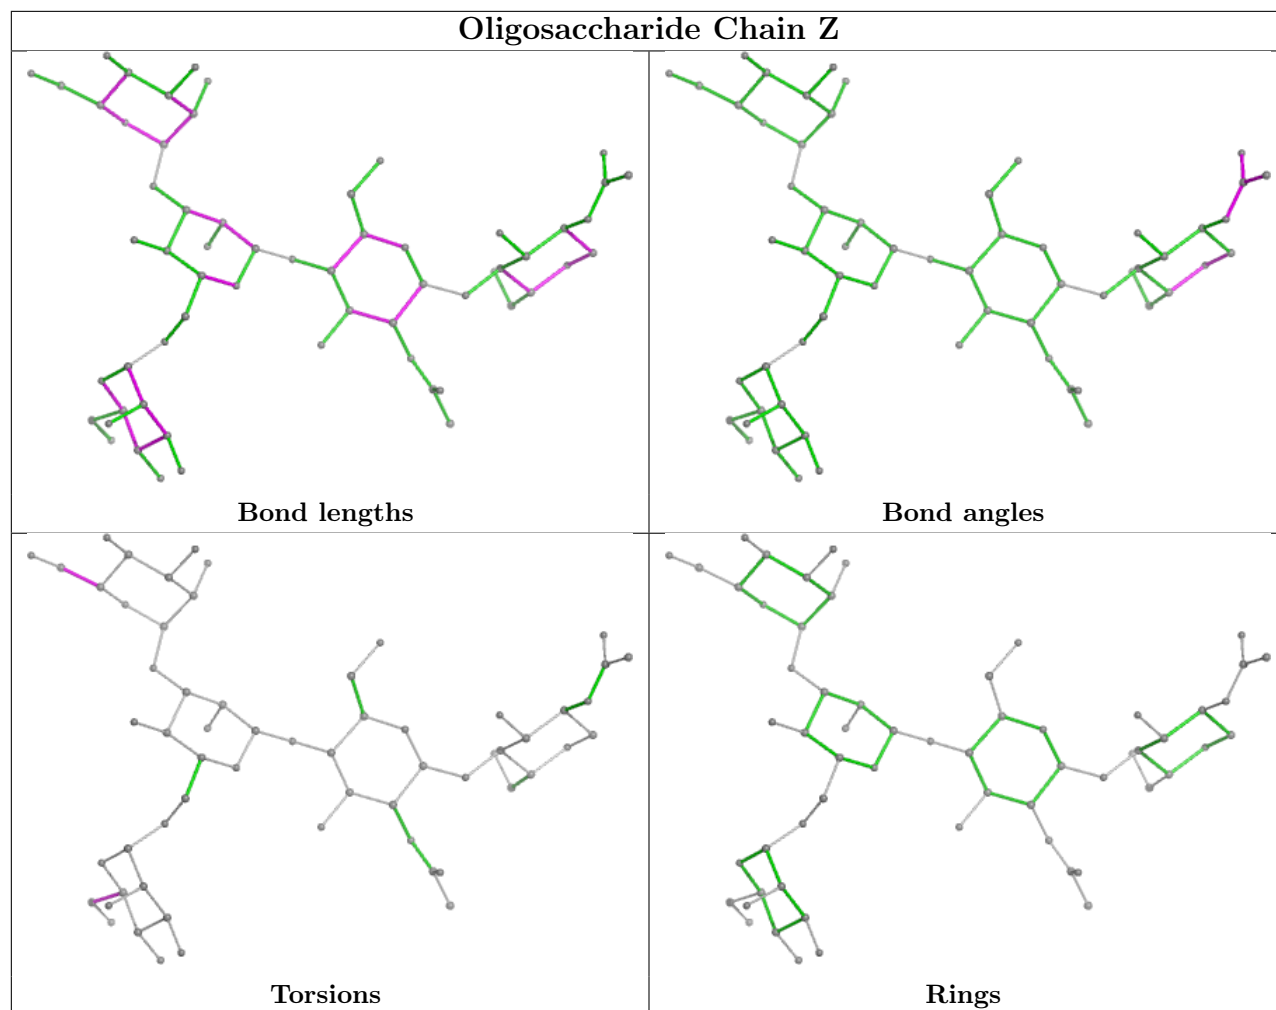 Oligosaccharide Chain Z
Bond lengths
Bond angles
Torsions
Rings